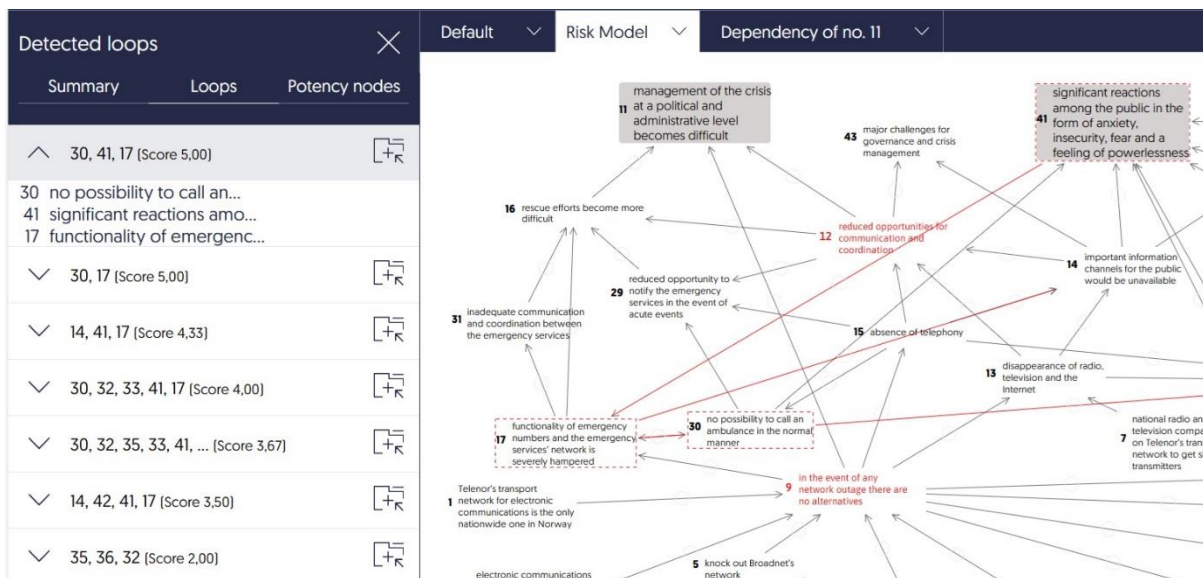 Detected loops
Summary Loops Potency nodes
30, 41, 17 (Score 5,00)
30 no possibility to call an...
41 significant reactions amo...
17 functionality of emergenc...
30, 17 (Score 5,00)
14, 41, 17 (Score 4,33)
30, 32, 33, 41, 17 (Score 4,00)
30, 32, 35, 33, 41, ... (Score 3,67)
14, 42, 41, 17 (Score 3,50)
35, 36, 32 (Score 2,00)
Default Risk Model Dependency of no. 11
11 management of the crisis
at a political and
administrative level
becomes difficult
43 major challenges for
governance and crisis
management
41 significant reactions
among the public in the
form of anxiety,
insecurity, fear and a
feeling of powerlessness
16 rescue efforts become more
difficult
12 reduced opportunities for
communication and
coordination
14 important information
channels for the public
would be unavailable
29 reduced opportunity to
notify the emergency
services in the event of
acute events
31 inadequate communication
and coordination between
the emergency services
15 absence of telephony
13 disappearance of radio,
television and the
Internet
17 functionality of emergency
numbers and the emergency
services' network is
severely hampered
30 no possibility to call an
ambulance in the normal
manner
7 national radio an
television compa
on Telenor's tran
network to get s
transmitters
9 in the event of any
network outage there are
no alternatives
1 Telenor's transport
network for electronic
communications is the only
nationwide one in Norway
5 knock out Broadnet's
network
electronic communications